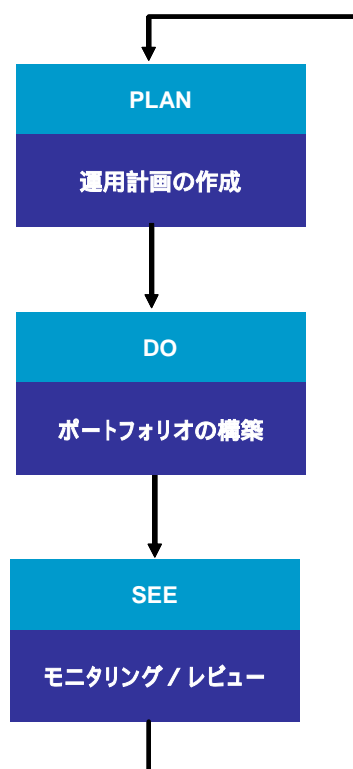 PLAN
運用計画の作成
DO
ポートフォリオの構築
SEE
モニタリング / レビュー